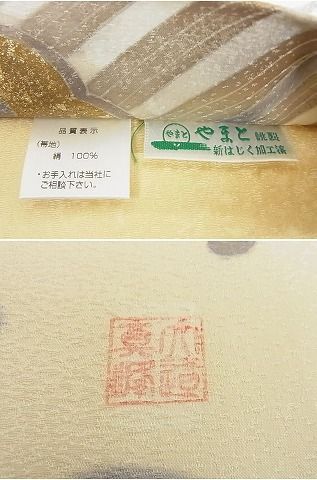 品質表示
(帯地)
絹 100%
・お手入れは当社に
ご相談下さい。
やまと やまと 謹製
新はじく加工済